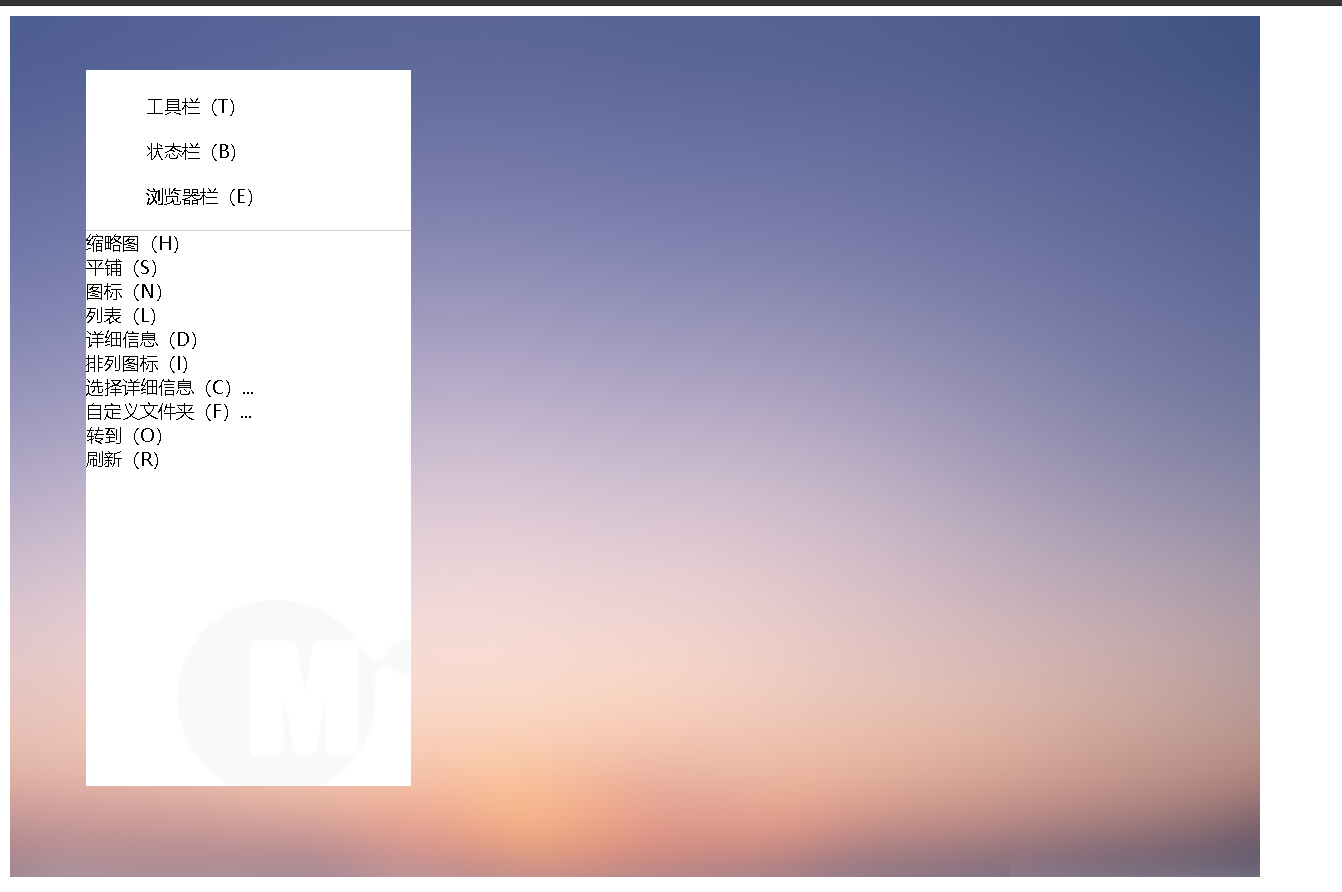 工具栏（T）
状态栏（B）
浏览器栏（E）
缩略图（H）
平铺（S）
图标（N）
列表（L）
详细信息（D）
排列图标（I）
选择详细信息（C）...
自定义文件夹（F）...
转到（O）
刷新（R）
M